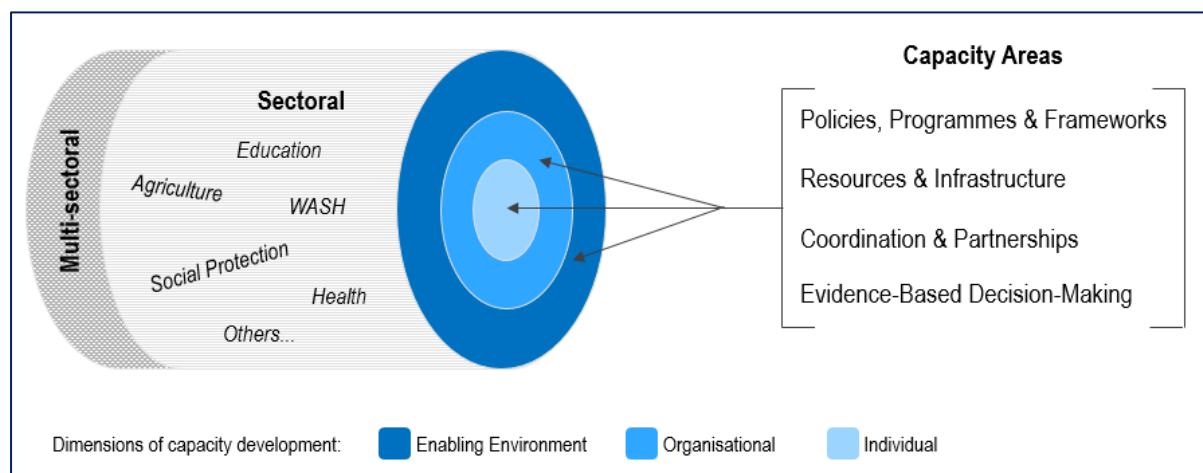 Capacity Areas
Multi-sectoral
Sectoral
Education
Agriculture
WASH
Social Protection
Health
Others...
Policies, Programmes & Frameworks
Resources & Infrastructure
Coordination & Partnerships
Evidence-Based Decision-Making
Dimensions of capacity development: Enabling Environment Organisational Individual